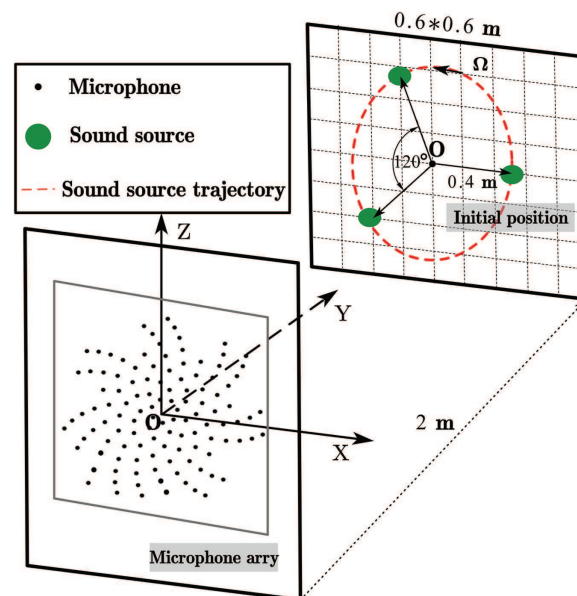 0.6*0.6 m
Microphone
Sound source
Sound source trajectory
Ω
O
120°
0.4 m
Initial position
Z
Y
O
X
2 m
Microphone arry